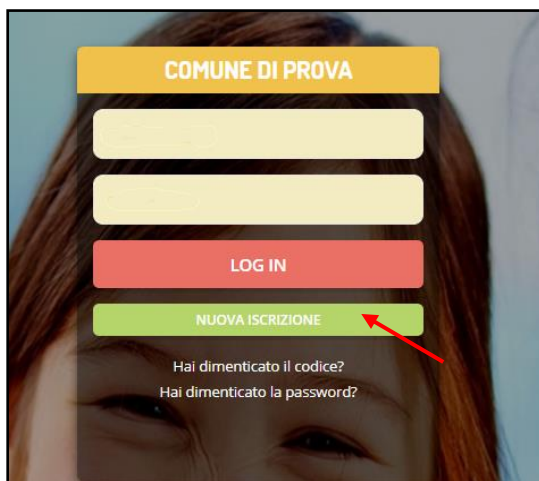 COMUNE DI PROVA
LOG IN
NUOVA ISCRIZIONE
Hai dimenticato il codice?
Hai dimenticato la password?